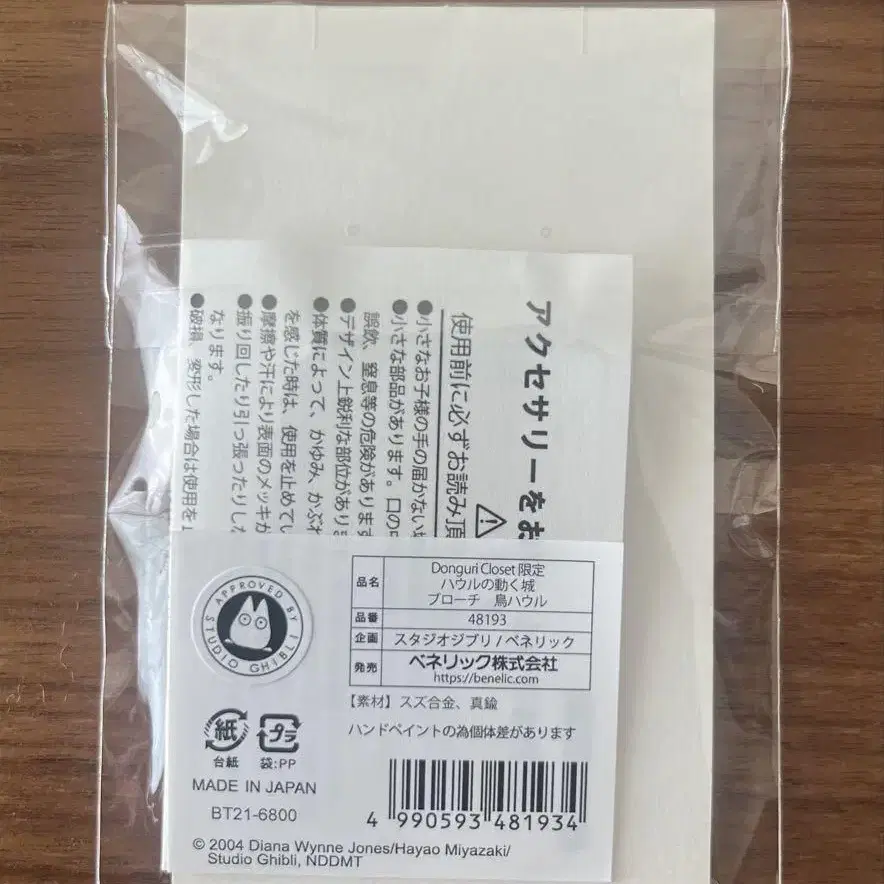 アクセサリーをお
使用前に必ずお読み頂
●小さなお子様の手の届かない
●小さな部品があります。口の
誤飲、窒息等の危険があります
●デザイン上鋭利な部位があり
●体質によって、かゆみ、かぶれ
を感じた時は、使用を止めてし
●摩擦や汗により表面のメッキが
●振り回したり引っ張ったりした
なります。
●破損、変形した場合は使用を
APPROVED BY
STUDIO GHIBLI
品名
Donguri Closet 限定
ハウルの動く城
ブローチ 鳥ハウル
品番 48193
企画 スタジオジブリ / ベネリック
発売 ベネリック株式会社
https://benelic.com
【素材】スズ合金、真鍮
ハンドペイントの為個体差があります
紙 プラ
台紙 袋:PP
MADE IN JAPAN
BT21-6800
4 990593 481934
© 2004 Diana Wynne Jones/Hayao Miyazaki/
Studio Ghibli, NDDMT